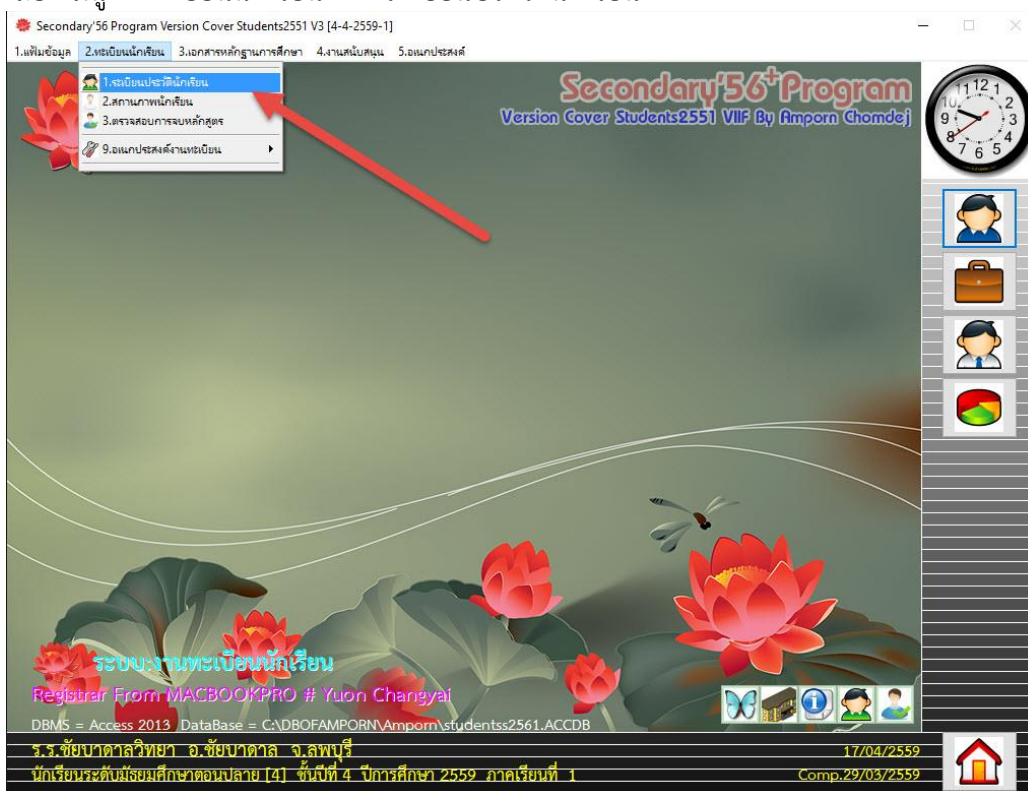 Secondary'56 Program Version Cover Students2551 V3 [4-4-2559-1]
1.แฟ้มข้อมูล 2.ทะเบียนนักเรียน 3.เอกสารหลักฐานการศึกษา 4.งานสนับสนุน 5.อเนกประสงค์
1.ระเบียนประวัตินักเรียน
2.สถานภาพนักเรียน
3.ตรวจสอบการจบหลักสูตร
9.อเนกประสงค์งานทะเบียน
Secondary'56+Program
Version Cover Students2551 VIIF By Amporn Chomdej
ระบบ:งานทะเบียนนักเรียน
Registrar From MACBOOKPRO # Yuon Changyai
DBMS = Access 2013 DataBase = C:\DBOFAMPORN\Amporn\studentss2561.ACCDB
ร.ร.ชัยบาดาลวิทยา อ.ชัยบาดาล จ.ลพบุรี 17/04/2559
นักเรียนระดับมัธยมศึกษาตอนปลาย [4] ชั้นปีที่ 4 ปีการศึกษา 2559 ภาคเรียนที่ 1 Comp.29/03/2559
12 1 2 3 4 5 6 7 8 9 10